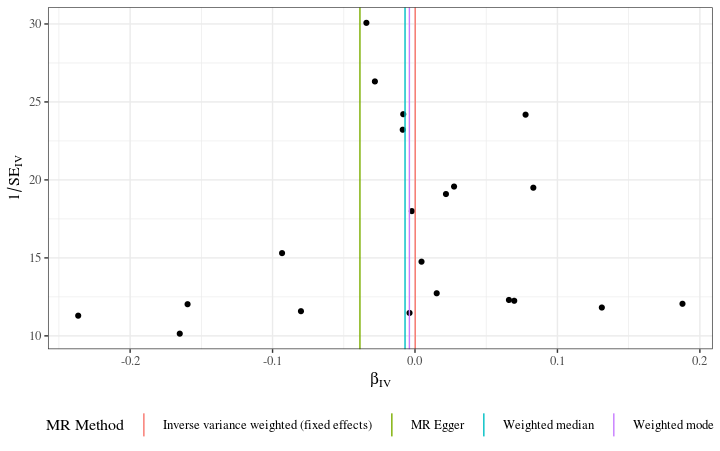 30
25
20
15
10
1/SE_IV
-0.2 -0.1 0.0 0.1 0.2
β_IV
MR Method Inverse variance weighted (fixed effects) MR Egger Weighted median Weighted mode